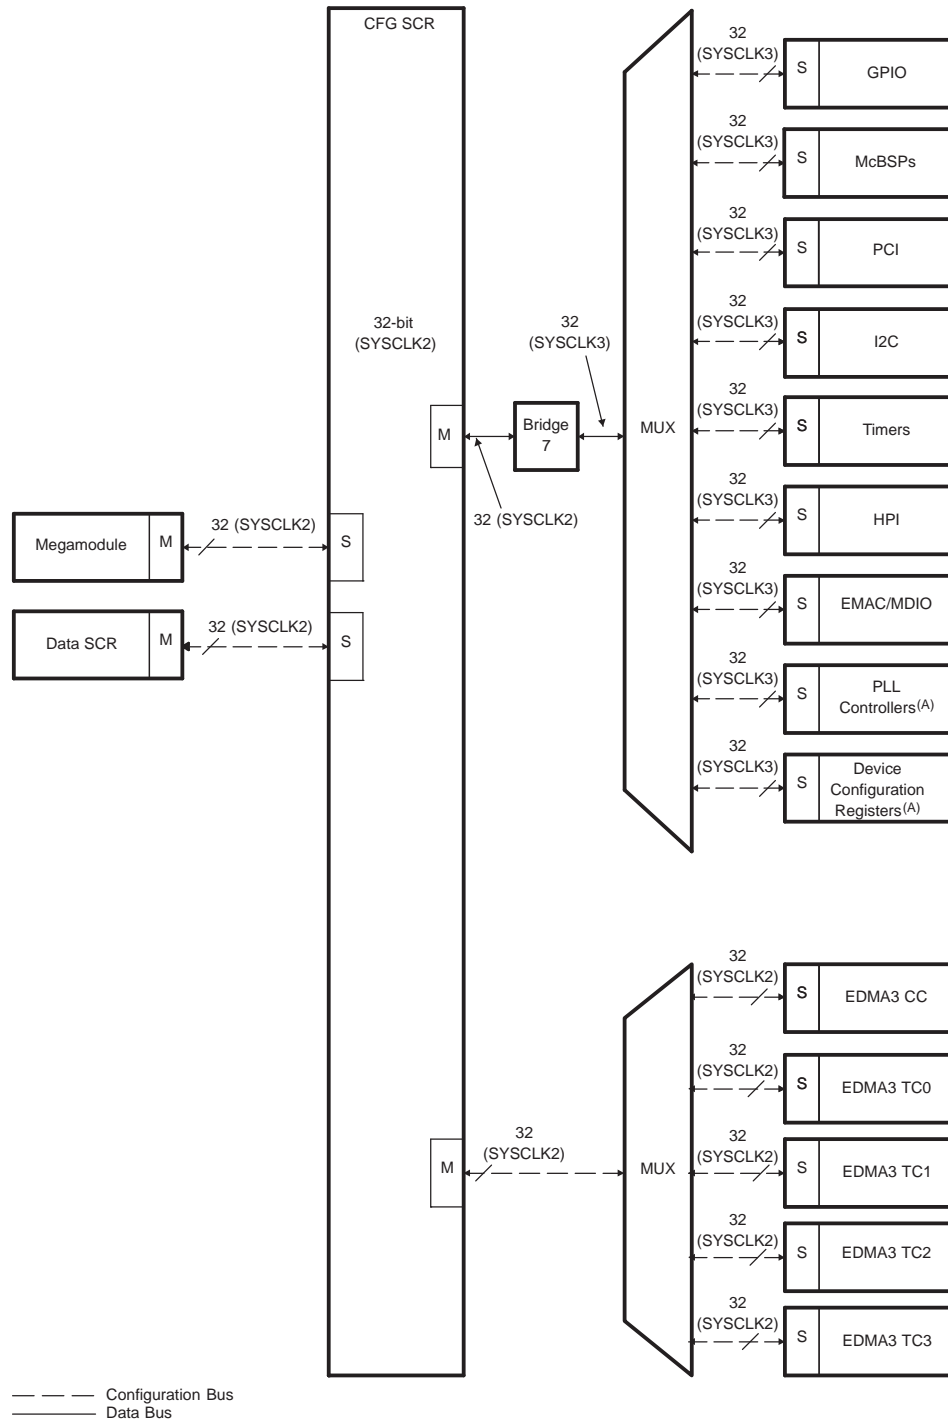 CFG SCR
32-bit
(SYSCLK2)
M
32 (SYSCLK2)
Bridge
7
32
(SYSCLK3)
MUX
Megamodule
M
32 (SYSCLK2)
S
Data SCR
M
32 (SYSCLK2)
S
32
(SYSCLK3)
S
GPIO
32
(SYSCLK3)
S
McBSPs
32
(SYSCLK3)
S
PCI
32
(SYSCLK3)
S
I2C
32
(SYSCLK3)
S
Timers
32
(SYSCLK3)
S
HPI
32
(SYSCLK3)
S
EMAC/MDIO
32
(SYSCLK3)
S
PLL
Controllers(A)
32
(SYSCLK3)
S
Device
Configuration
Registers(A)
M
32
(SYSCLK2)
MUX
32
(SYSCLK2)
S
EDMA3 CC
32
(SYSCLK2)
S
EDMA3 TC0
32
(SYSCLK2)
S
EDMA3 TC1
32
(SYSCLK2)
S
EDMA3 TC2
32
(SYSCLK2)
S
EDMA3 TC3
Configuration Bus
Data Bus